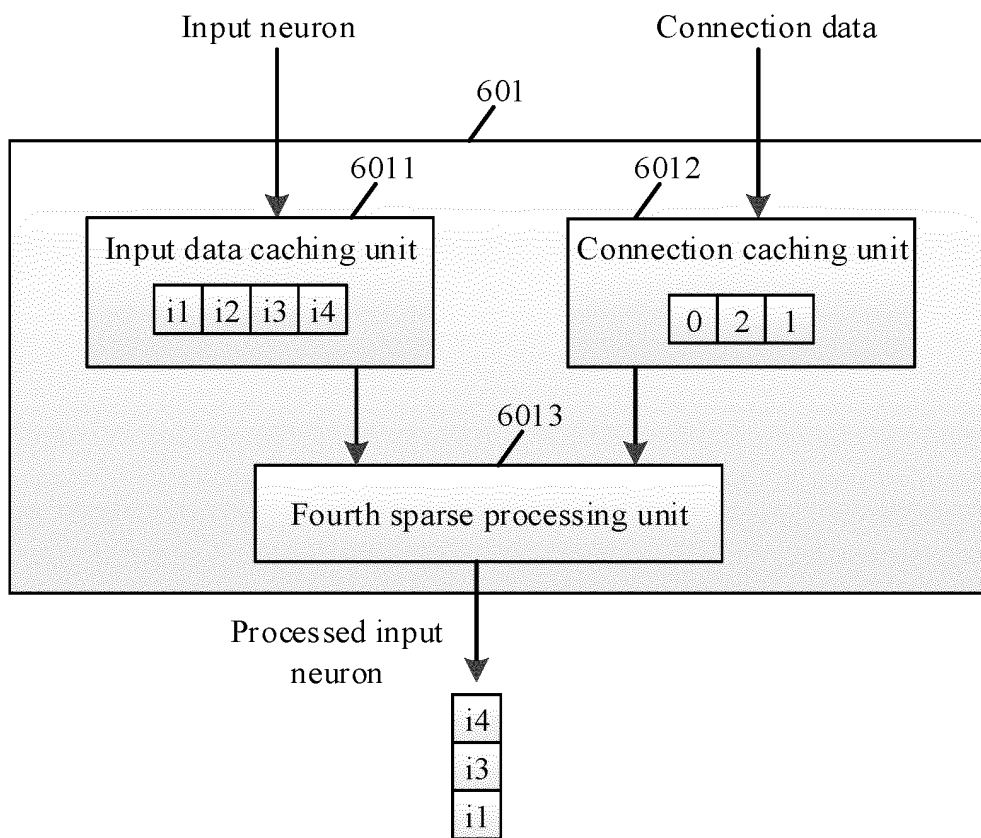 Input neuron
Connection data
601
6011
6012
Input data caching unit
i1 i2 i3 i4
Connection caching unit
0 2 1
6013
Fourth sparse processing unit
Processed input
neuron
i4
i3
i1